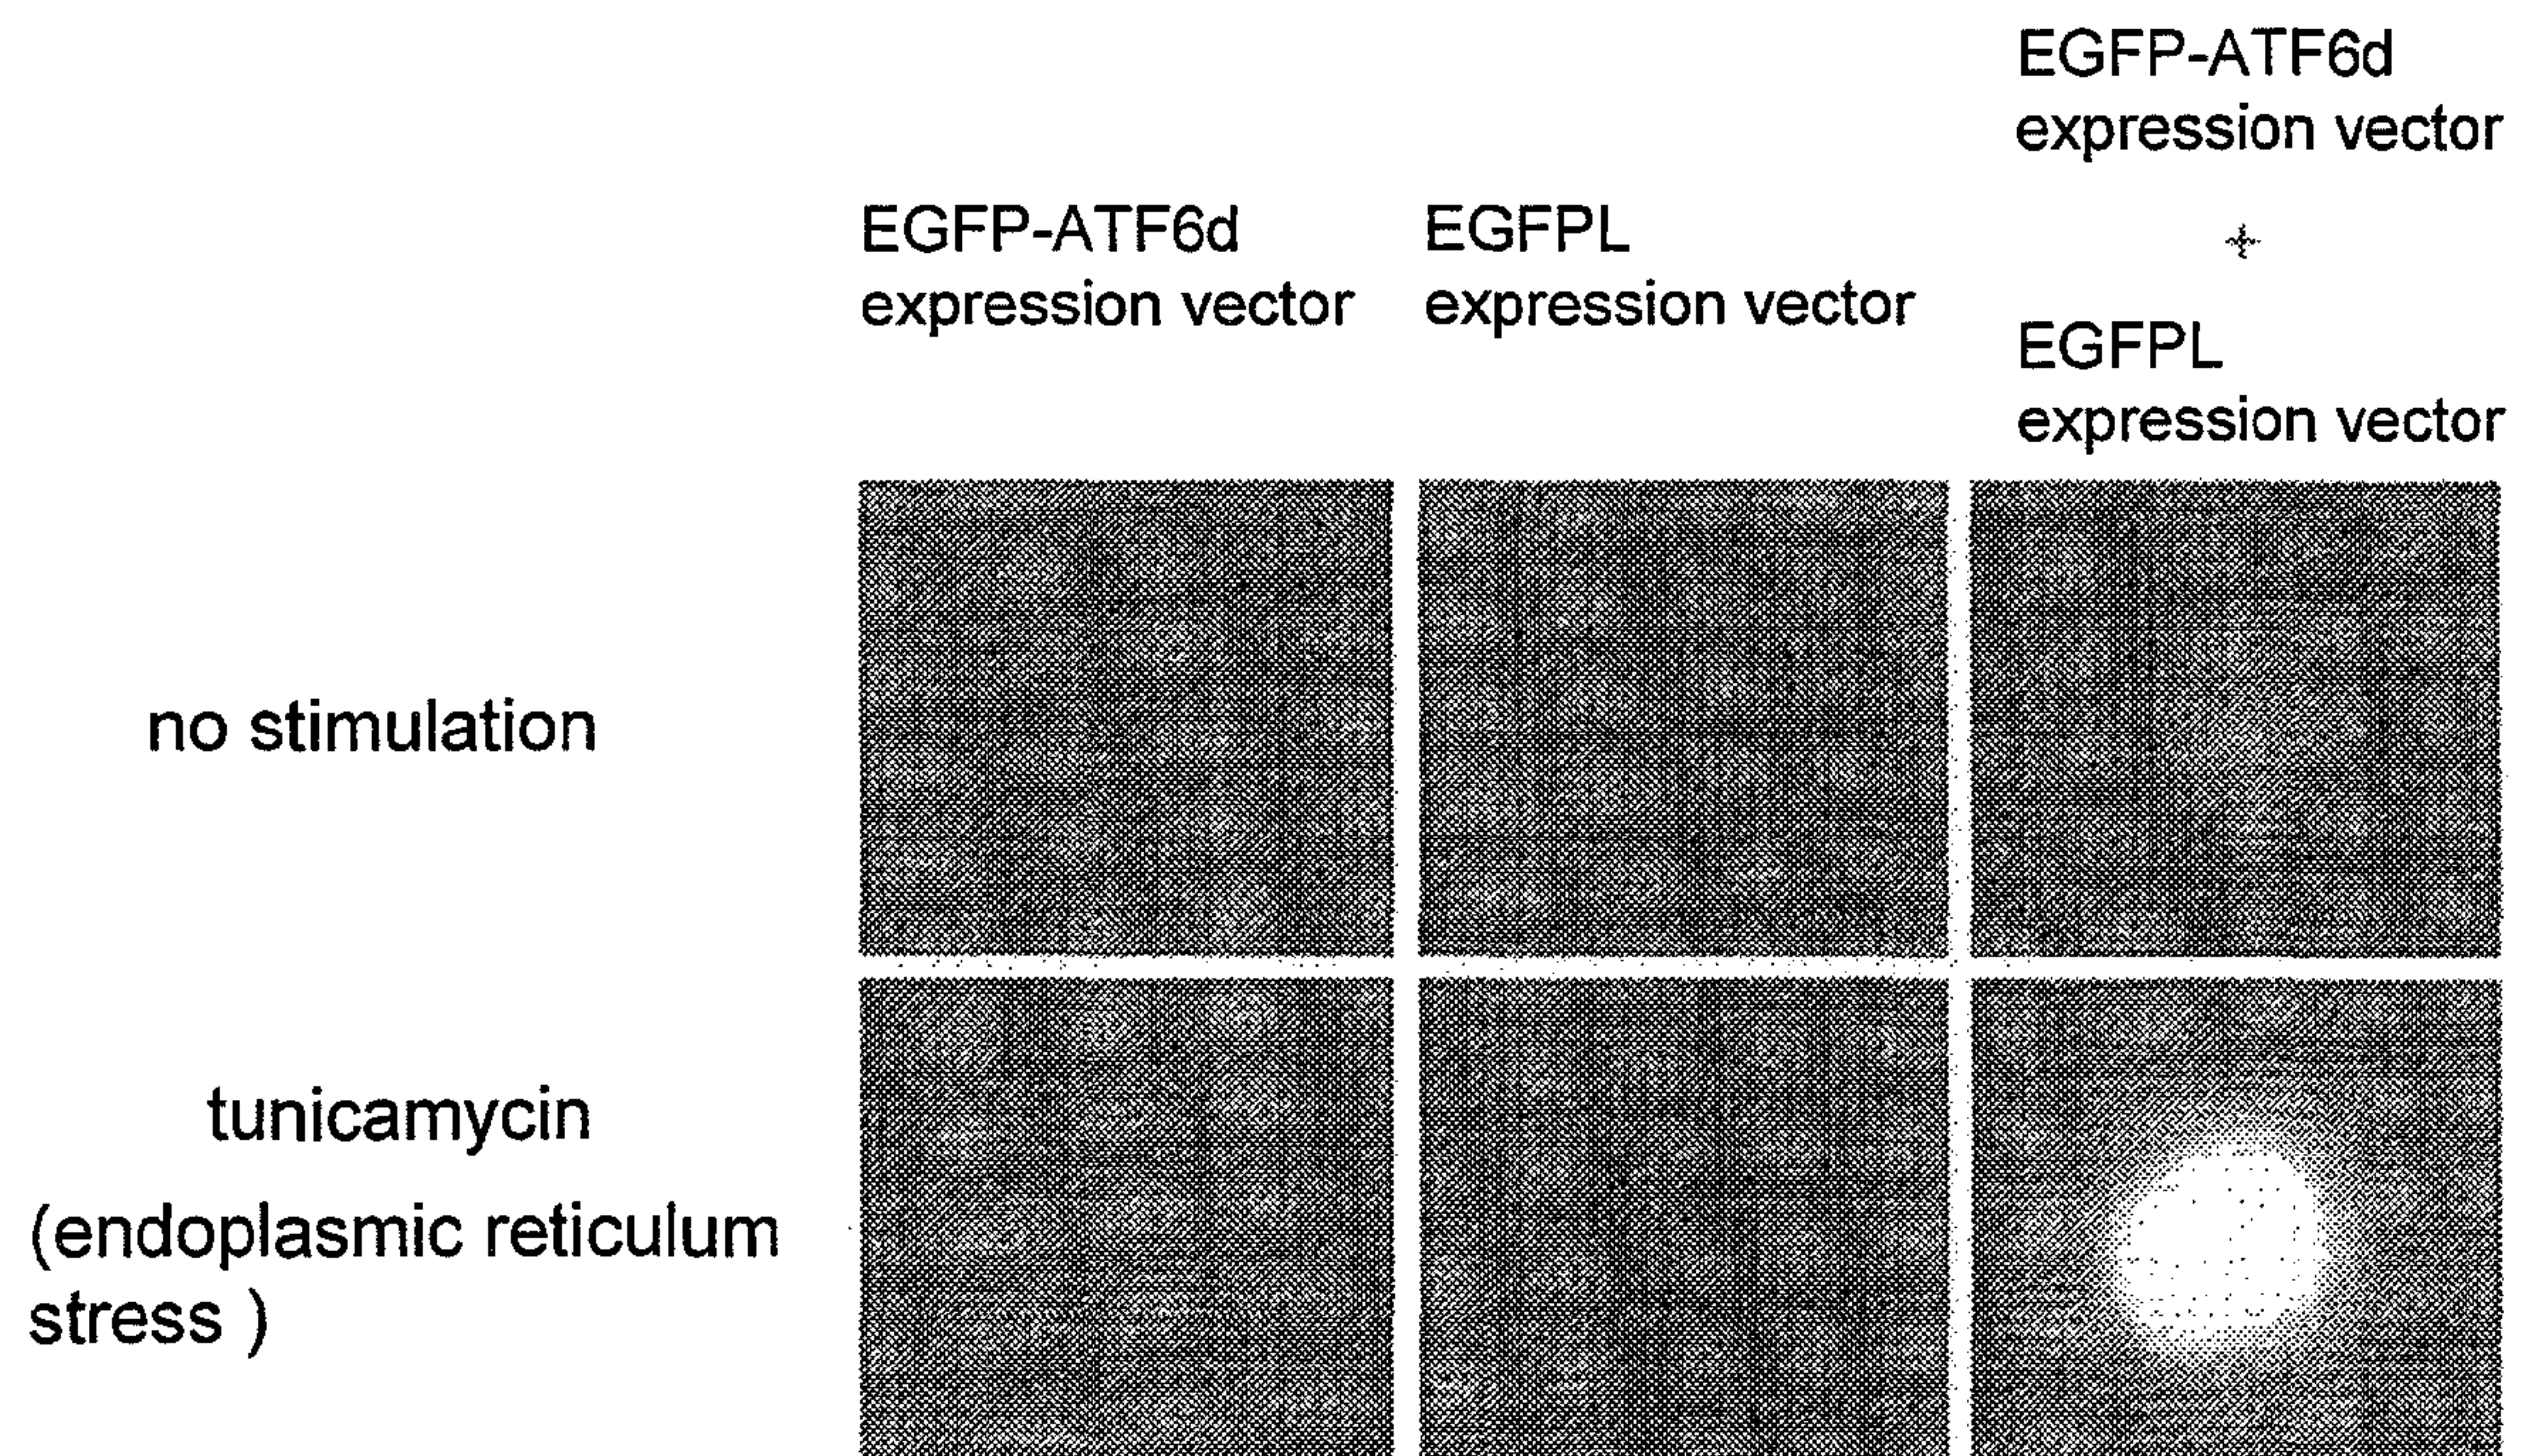 EGFP-ATF6d
expression vector
EGFPL
expression vector
EGFP-ATF6d
expression vector
+
EGFPL
expression vector
no stimulation
tunicamycin
(endoplasmic reticulum
stress )